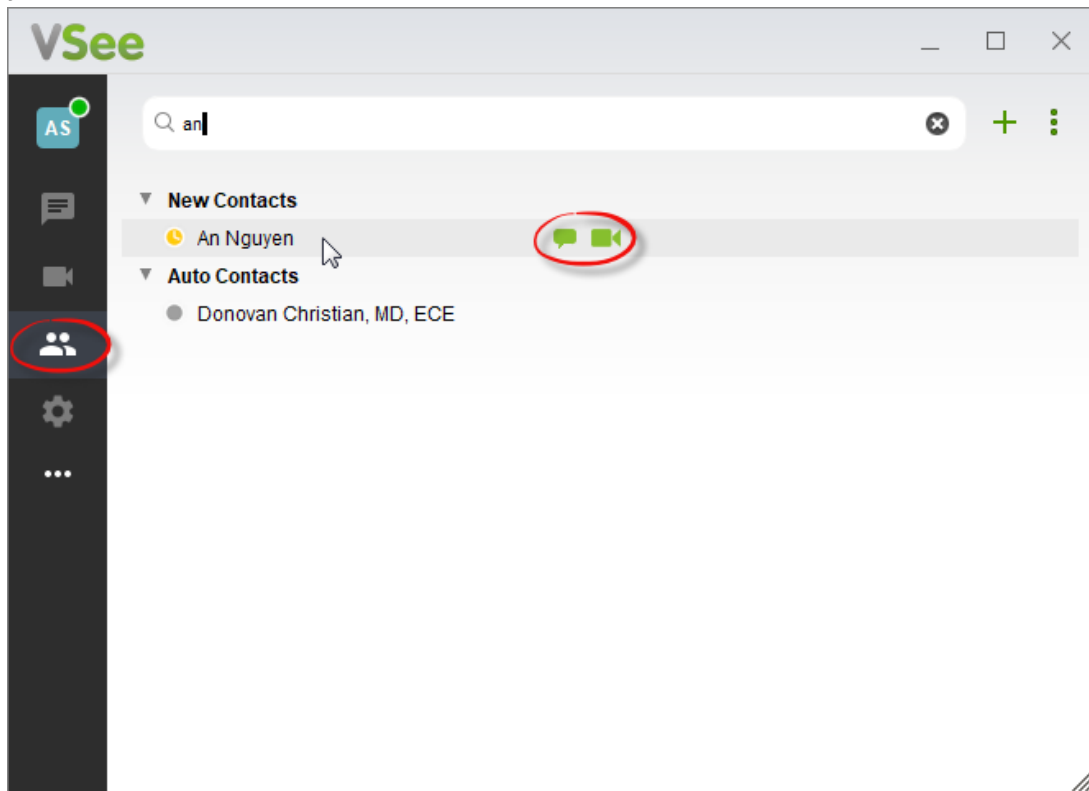 VSee
AS
an
New Contacts
An Nguyen
Auto Contacts
Donovan Christian, MD, ECE